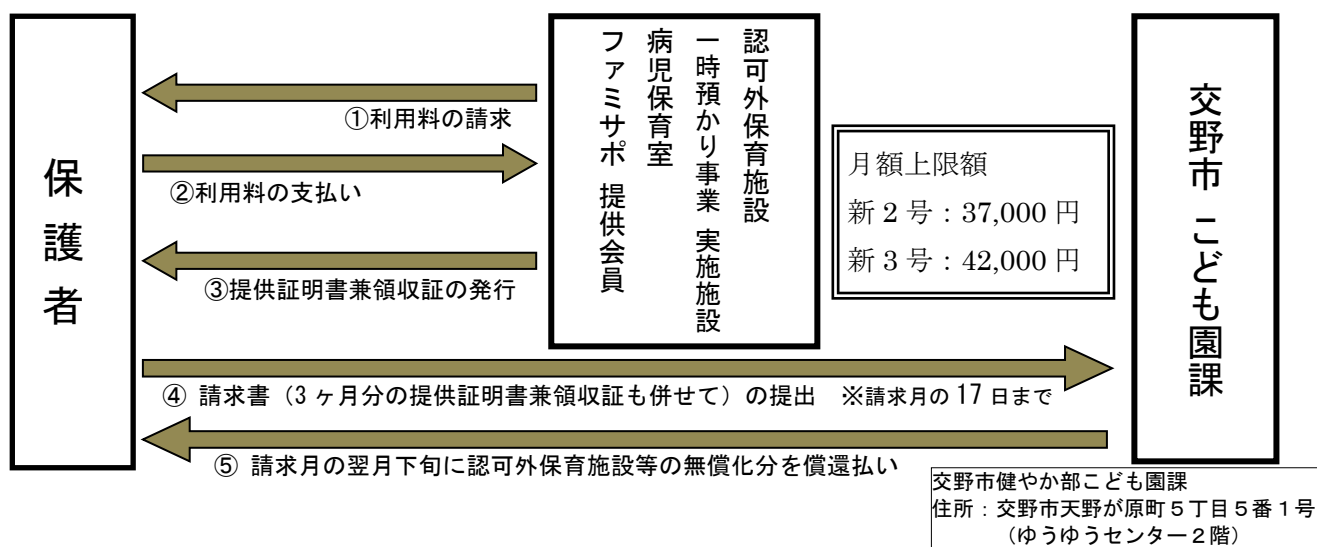 保護者
①利用料の請求
②利用料の支払い
③提供証明書兼領収証の発行
認可外保育施設
一時預かり事業 実施施設
病児保育室
ファミサポ 提供会員
月額上限額
新2号：37,000円
新3号：42,000円
交野市 こども園課
④ 請求書（3ヶ月分の提供証明書兼領収証も併せて）の提出　※請求月の17日まで
⑤ 請求月の翌月下旬に認可外保育施設等の無償化分を償還払い
交野市健やか部こども園課
住所：交野市天野が原町５丁目５番１号
（ゆうゆうセンター２階）